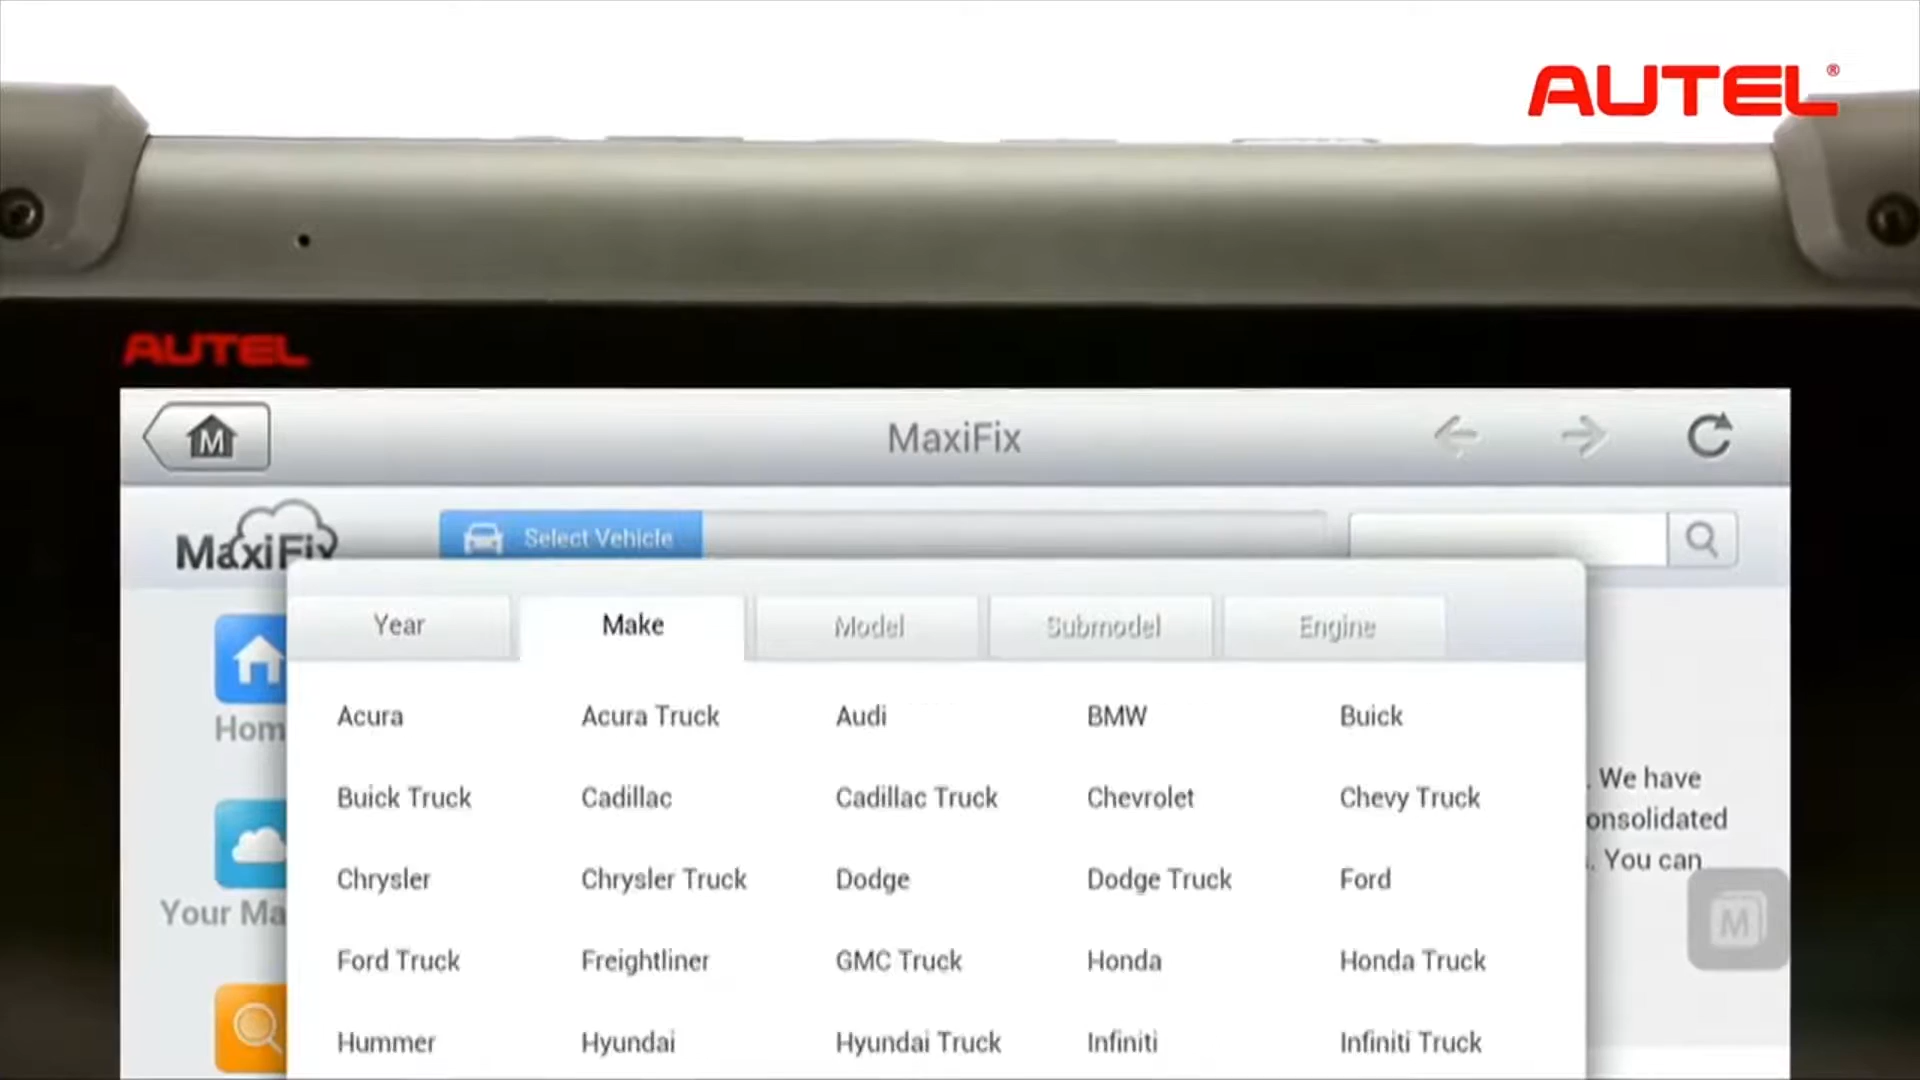 AUTEL®
AUTEL
M
MaxiFix
MaxiFix
Select Vehicle
Year
Make
Model
Submodel
Engine
Acura
Acura Truck
Audi
BMW
Buick
Buick Truck
Cadillac
Cadillac Truck
Chevrolet
Chevy Truck
Chrysler
Chrysler Truck
Dodge
Dodge Truck
Ford
Ford Truck
Freightliner
GMC Truck
Honda
Honda Truck
Hummer
Hyundai
Hyundai Truck
Infiniti
Infiniti Truck
Hom
Your Ma
. We have
onsolidated
. You can
M